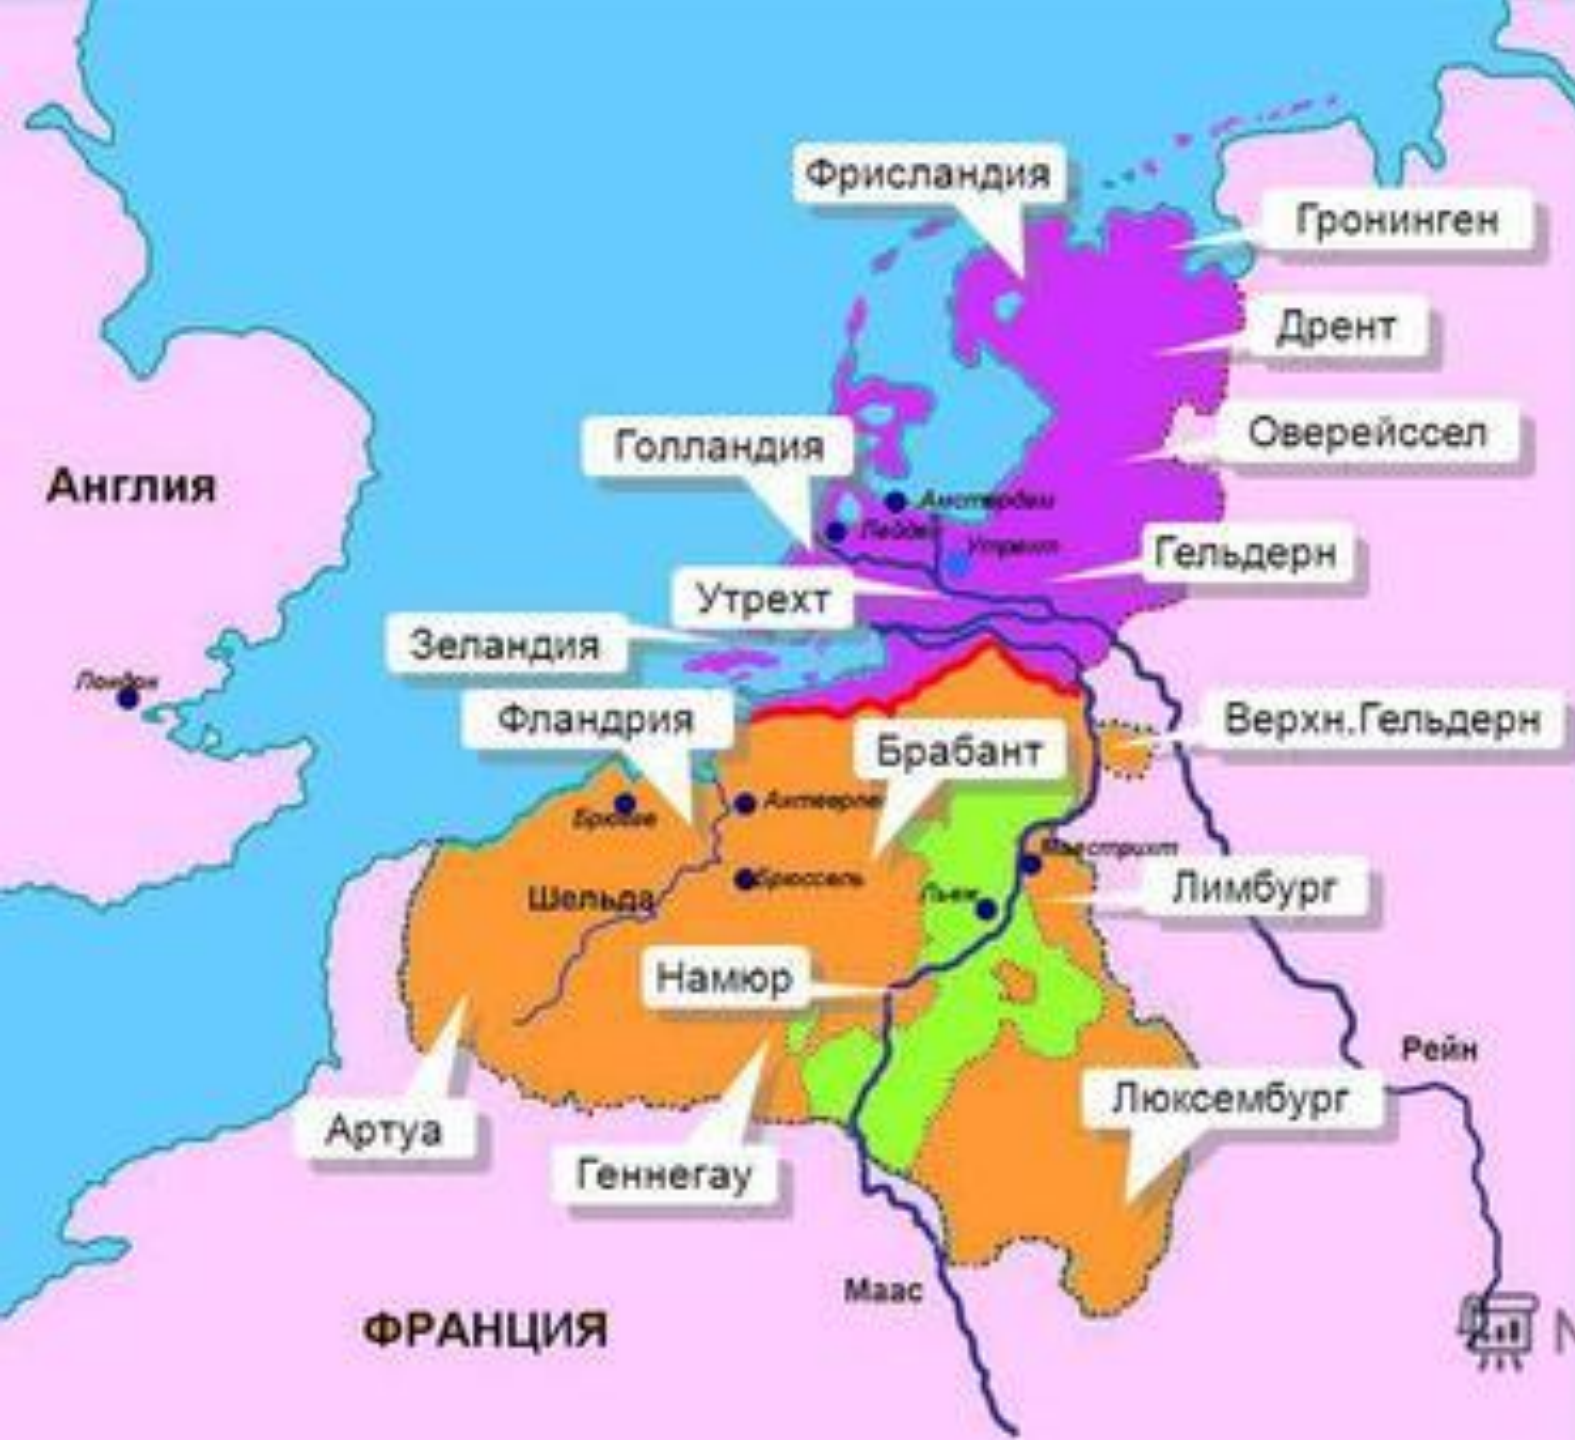 Фрисландия
Гронинген
Дрент
Оверейссел
Голландия
Англия
Амстердам
Лейден
Утрехт
Гельдерн
Утрехт
Зеландия
Лондон
Фландрия
Верхн.Гельдерн
Брабант
Брюгге
Антверпен
Маастрихт
Брюссель
Шельда
Льеж
Лимбург
Намюр
Рейн
Люксембург
Артуа
Геннегау
Маас
ФРАНЦИЯ